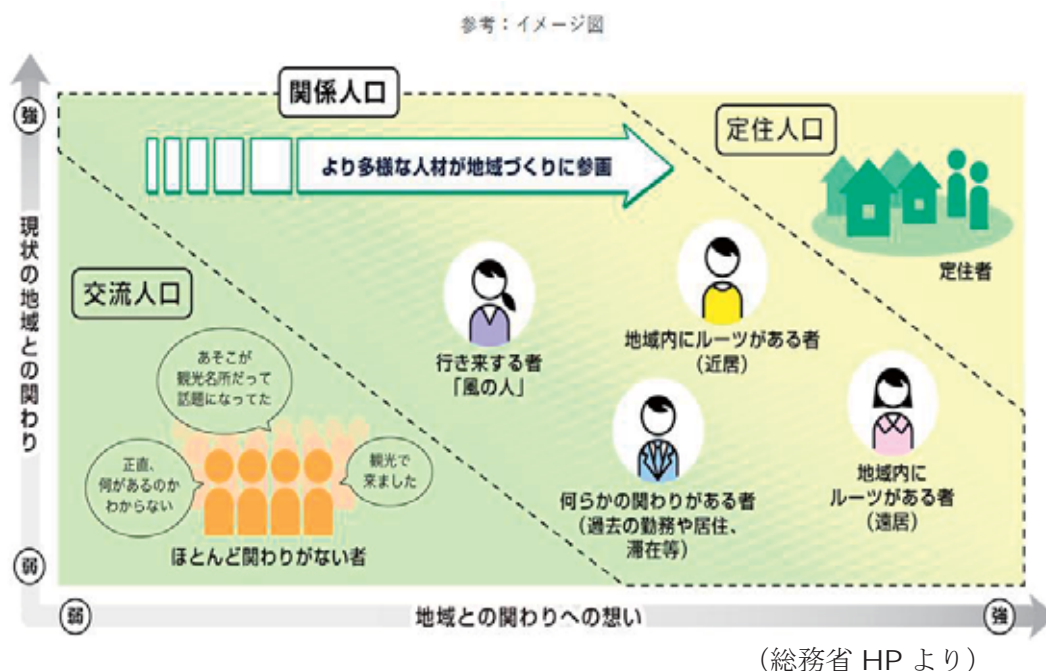 参考：イメージ図
強
関係人口
定住人口
より多様な人材が地域づくりに参画
現状の地域との関わり
定住者
交流人口
あそこが
観光名所だって
話題になってた
正直、
何があるのか
わからない
観光で
来ました
ほとんど関わりがない者
行き来する者
「風の人」
地域内にルーツがある者
（近居）
何らかの関わりがある者
（過去の勤務や居住、
滞在等）
地域内に
ルーツがある者
（遠居）
弱
弱
地域との関わりへの想い
強
（総務省 HP より）